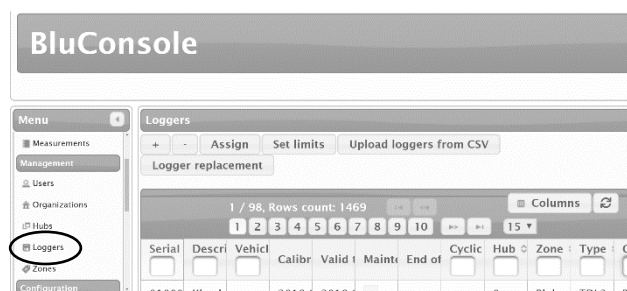 BluConsole
Menu
Measurements
Management
Users
Organizations
Hubs
Loggers
Zones
Configuration
Loggers
+ - Assign Set limits Upload loggers from CSV
Logger replacement
1 / 98, Rows count: 1469
Columns
1 2 3 4 5 6 7 8 9 10 15
Serial Descri Vehicl Calibr Valid t Mainte End of Cyclic Hub Zone Type